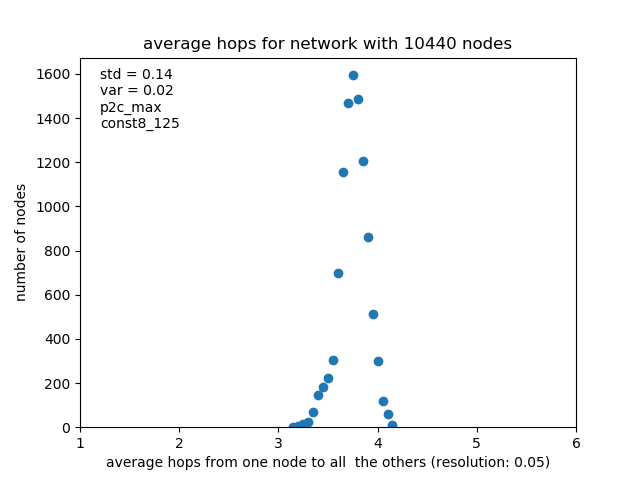 average hops for network with 10440 nodes
std = 0.14
var = 0.02
p2c_max
const8_125
1600
1400
1200
1000
800
600
400
200
0
number of nodes
1 2 3 4 5 6
average hops from one node to all  the others (resolution: 0.05)